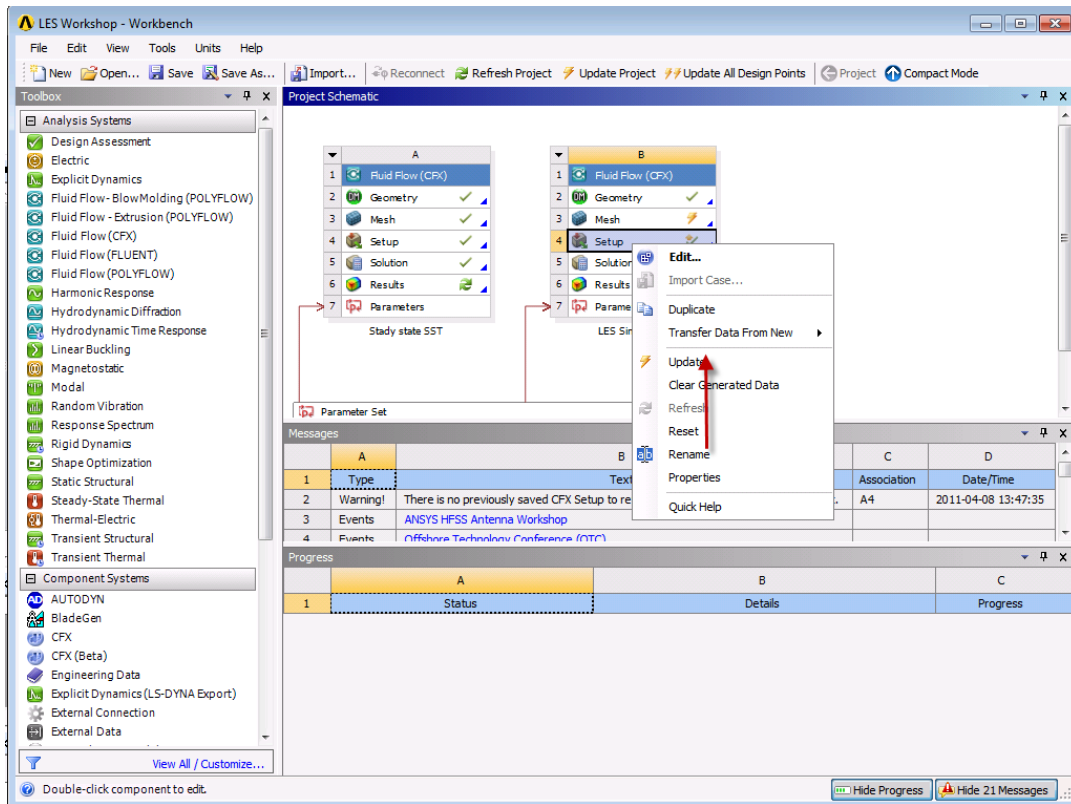 LES Workshop - Workbench
File Edit View Tools Units Help
New Open... Save Save As... Import... Reconnect Refresh Project Update Project Update All Design Points Project Compact Mode
Toolbox
Analysis Systems
Design Assessment
Electric
Explicit Dynamics
Fluid Flow- BlowMolding (POLYFLOW)
Fluid Flow - Extrusion (POLYFLOW)
Fluid Flow (CFX)
Fluid Flow (FLUENT)
Fluid Flow (POLYFLOW)
Harmonic Response
Hydrodynamic Diffraction
Hydrodynamic Time Response
Linear Buckling
Magnetostatic
Modal
Random Vibration
Response Spectrum
Rigid Dynamics
Shape Optimization
Static Structural
Steady-State Thermal
Thermal-Electric
Transient Structural
Transient Thermal
Component Systems
AUTODYN
BladeGen
CFX
CFX (Beta)
Engineering Data
Explicit Dynamics (LS-DYNA Export)
External Connection
External Data
View All / Customize...
Project Schematic
A
1 Fluid Flow (CFX)
2 Geometry
3 Mesh
4 Setup
5 Solution
6 Results
7 Parameters
Stady state SST
B
1 Fluid Flow (CFX)
2 Geometry
3 Mesh
4 Setup
5 Solution
6 Results
7 Parame
LES Sir
Parameter Set
Edit...
Import Case...
Duplicate
Transfer Data From New
Update
Clear Generated Data
Refresh
Reset
Rename
Properties
Quick Help
Messages
A B C D
1 Type Text Association Date/Time
2 Warning! There is no previously saved CFX Setup to re A4 2011-04-08 13:47:35
3 Events ANSYS HFSS Antenna Workshop
4 Events Offshore Technology Conference (OTC)
Progress
A B C
1 Status Details Progress
Double-click component to edit.
Hide Progress Hide 21 Messages